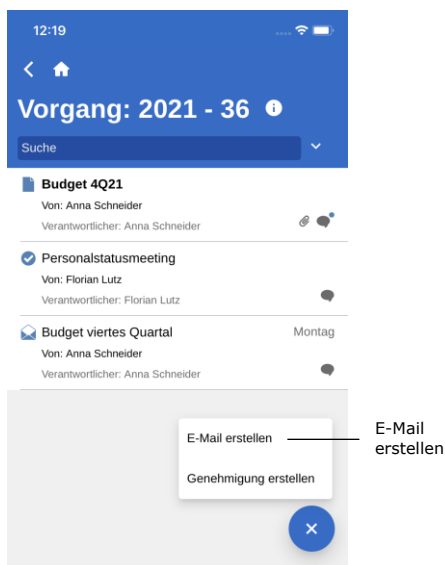 12:19
Vorgang: 2021 - 36
Suche
Budget 4Q21
Von: Anna Schneider
Verantwortlicher: Anna Schneider
Personalstatusmeeting
Von: Florian Lutz
Verantwortlicher: Florian Lutz
Budget viertes Quartal Montag
Von: Anna Schneider
Verantwortlicher: Anna Schneider
E-Mail erstellen
Genehmigung erstellen
E-Mail
erstellen